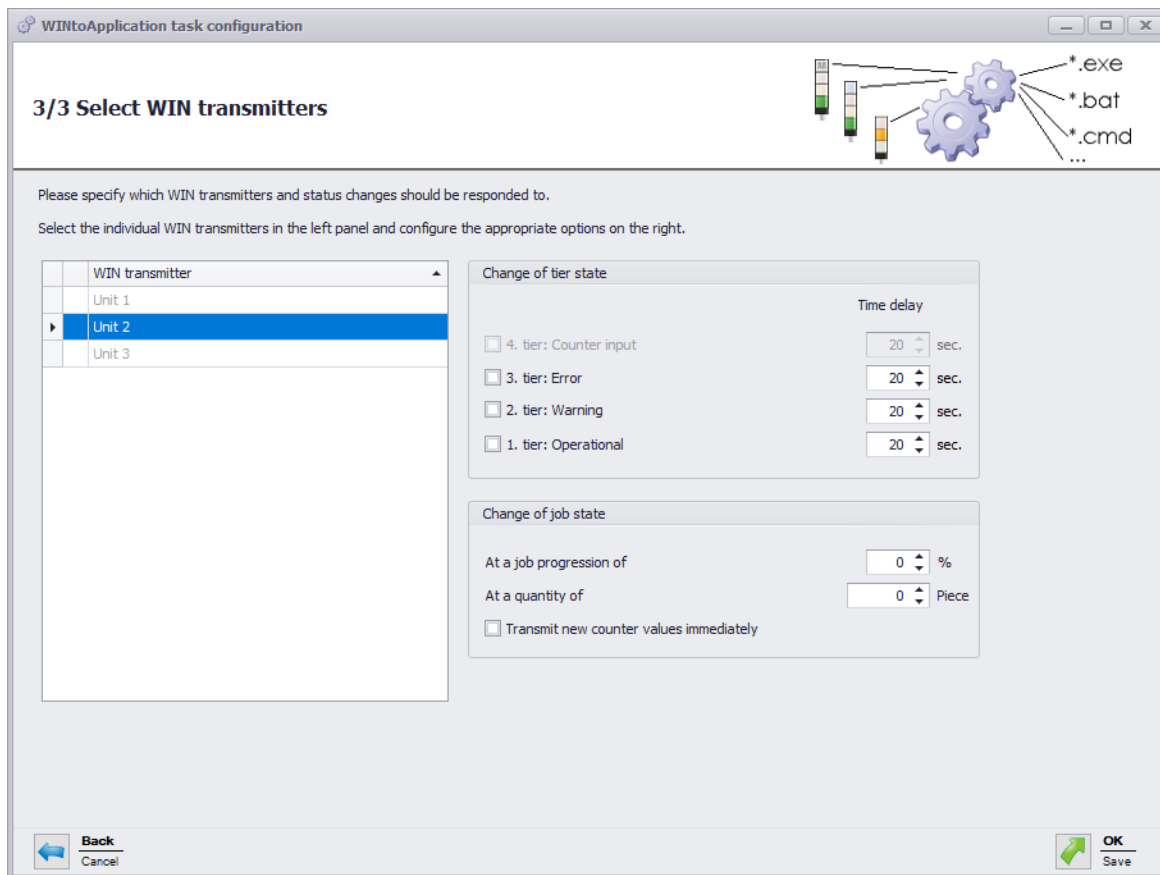 WINtoApplication task configuration
3/3 Select WIN transmitters
*.exe
*.bat
*.cmd
...
Please specify which WIN transmitters and status changes should be responded to.
Select the individual WIN transmitters in the left panel and configure the appropriate options on the right.
WIN transmitter
Unit 1
Unit 2
Unit 3
Change of tier state
Time delay
4. tier: Counter input 20 sec.
3. tier: Error 20 sec.
2. tier: Warning 20 sec.
1. tier: Operational 20 sec.
Change of job state
At a job progression of 0 %
At a quantity of 0 Piece
Transmit new counter values immediately
Back
Cancel
OK
Save